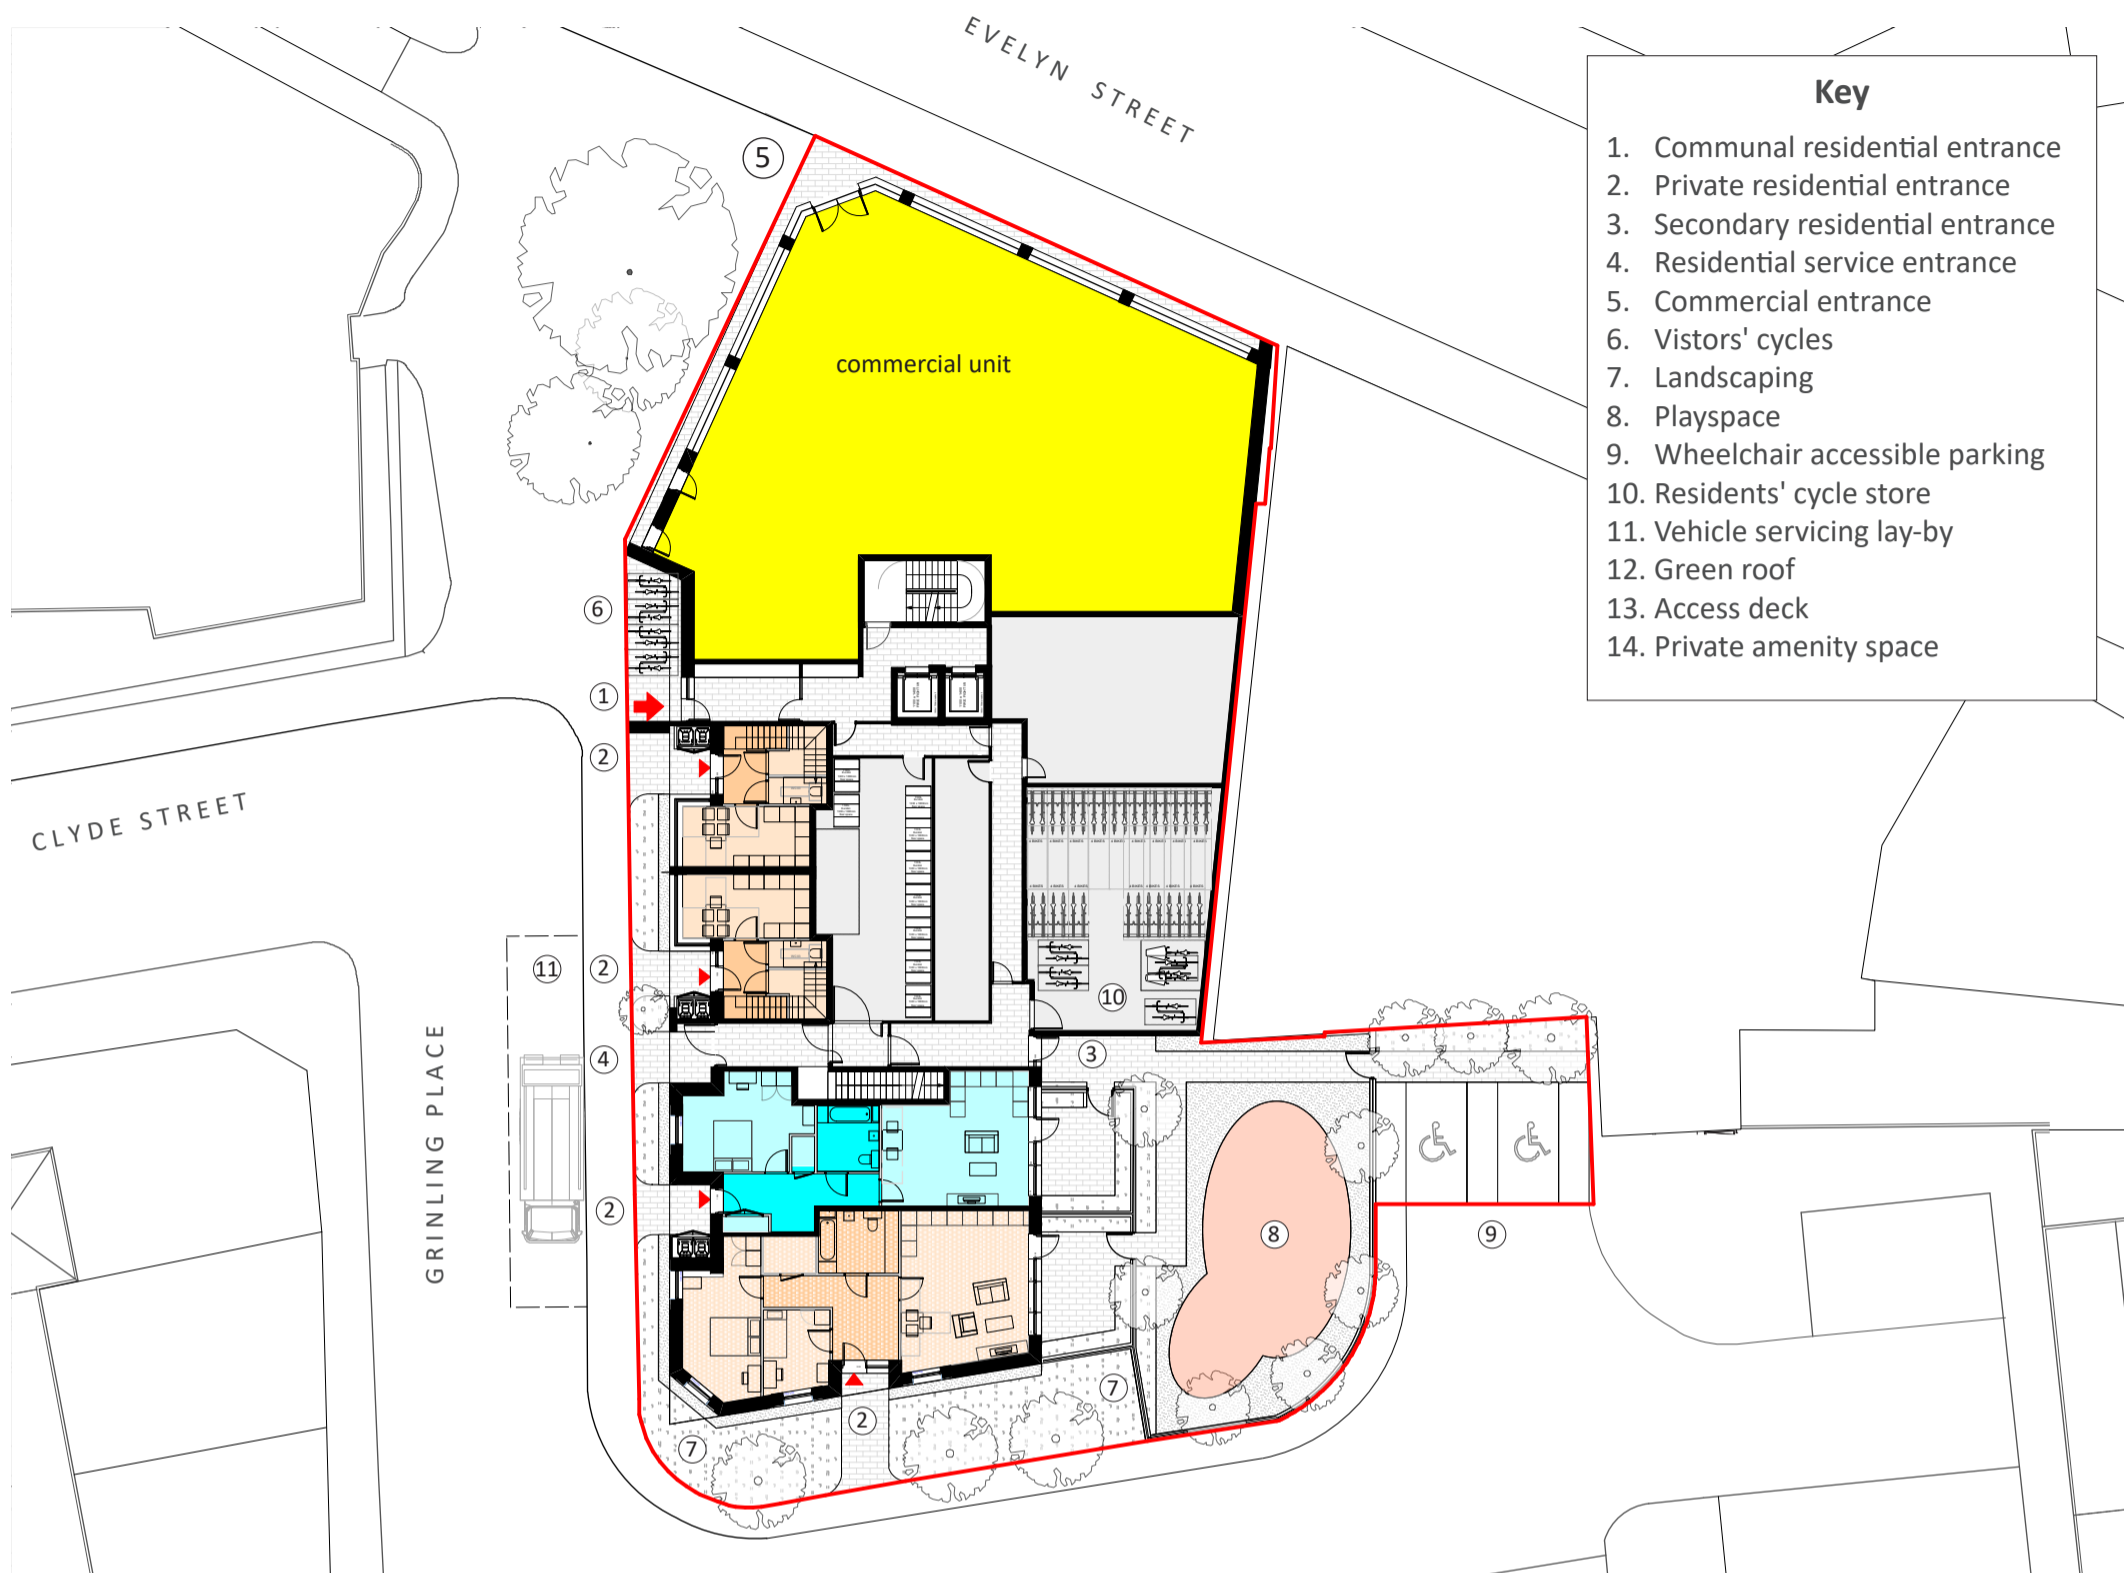 EVELYN STREET
Key
1. Communal residential entrance
2. Private residential entrance
3. Secondary residential entrance
4. Residential service entrance
5. Commercial entrance
6. Vistors' cycles
7. Landscaping
8. Playspace
9. Wheelchair accessible parking
10. Residents' cycle store
11. Vehicle servicing lay-by
12. Green roof
13. Access deck
14. Private amenity space
5
commercial unit
6
1
2
CLYDE STREET
11
2
10
4
3
GRINLING PLACE
2
8
9
7
2
7